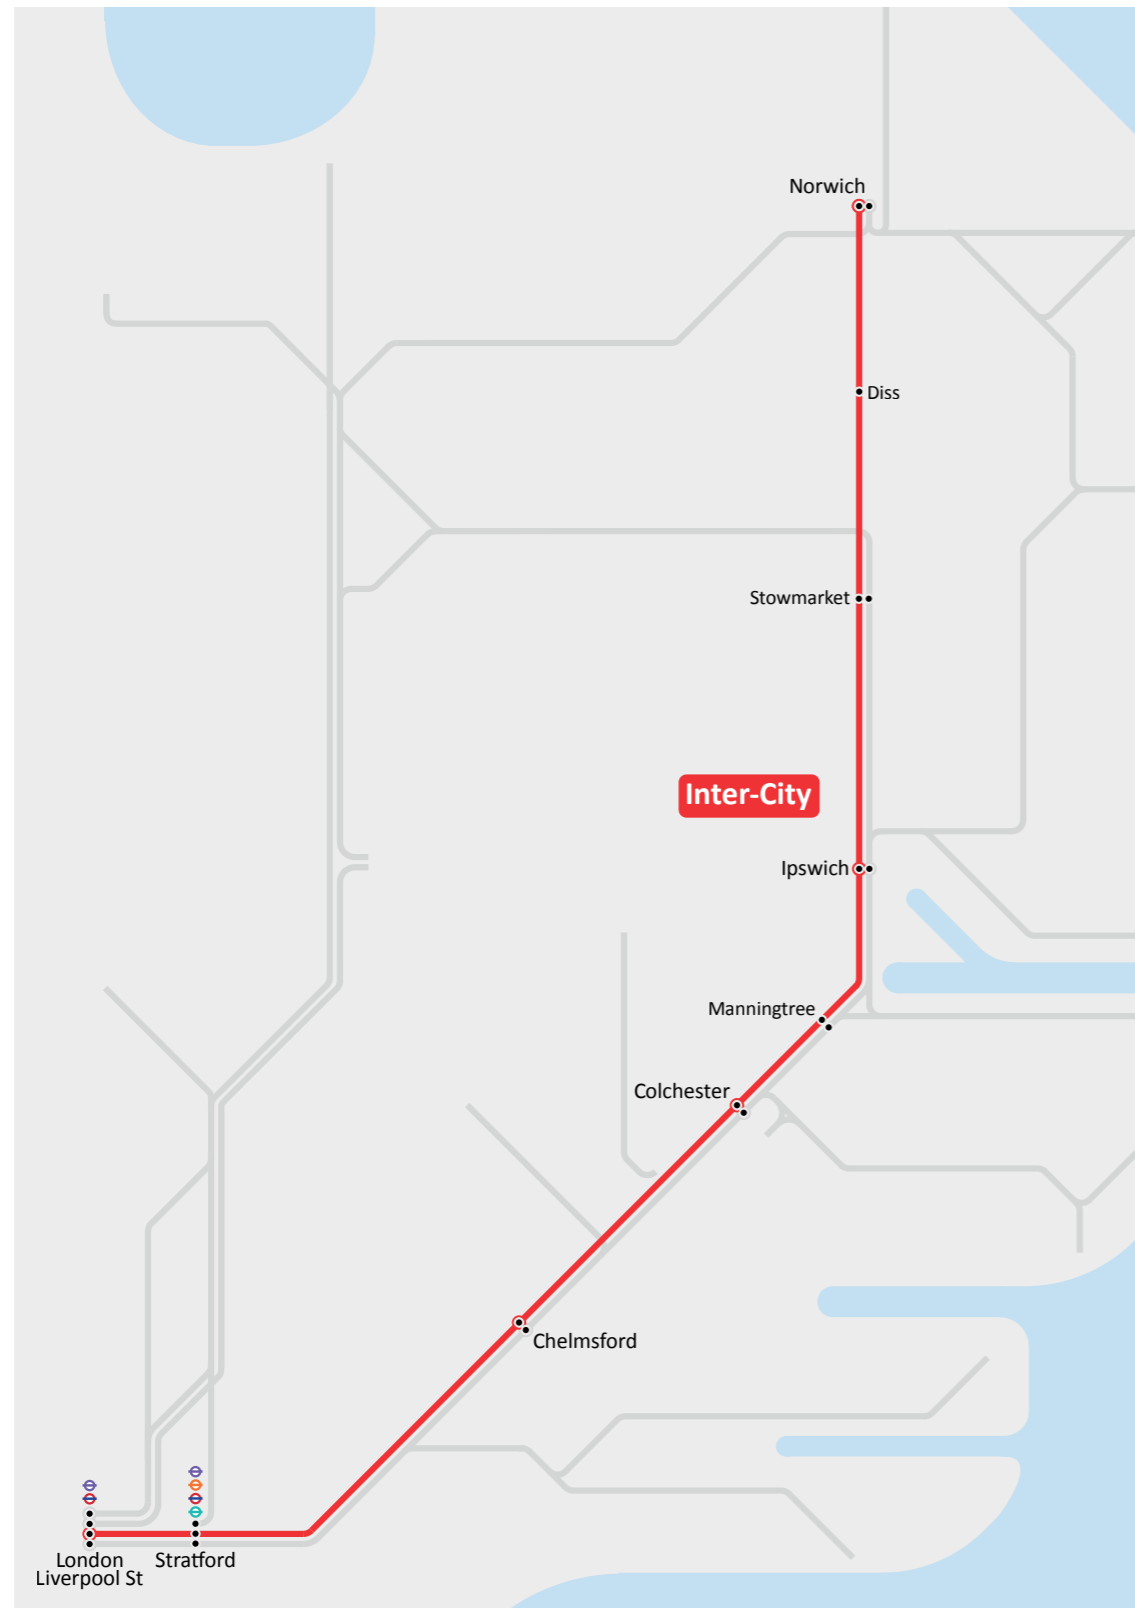 Norwich
Diss
Stowmarket
Inter-City
Ipswich
Manningtree
Colchester
Chelmsford
London
Liverpool St
Stratford